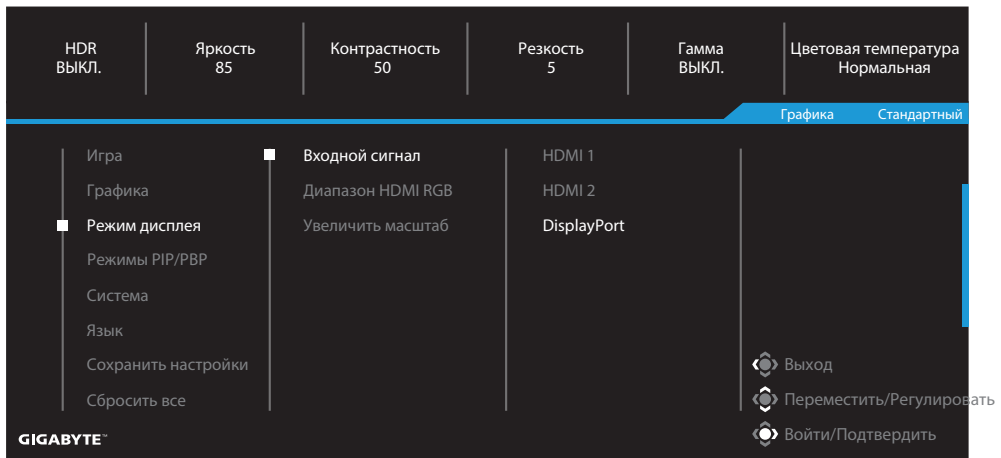 HDR
ВЫКЛ.
Яркость
85
Контрастность
50
Резкость
5
Гамма
ВЫКЛ.
Цветовая температура
Нормальная
Графика Стандартный
Игра
Графика
Режим дисплея
Режимы PIP/PBP
Система
Язык
Сохранить настройки
Сбросить все
Входной сигнал
Диапазон HDMI RGB
Увеличить масштаб
HDMI 1
HDMI 2
DisplayPort
Выход
Переместить/Регулировать
Войти/Подтвердить
GIGABYTE™